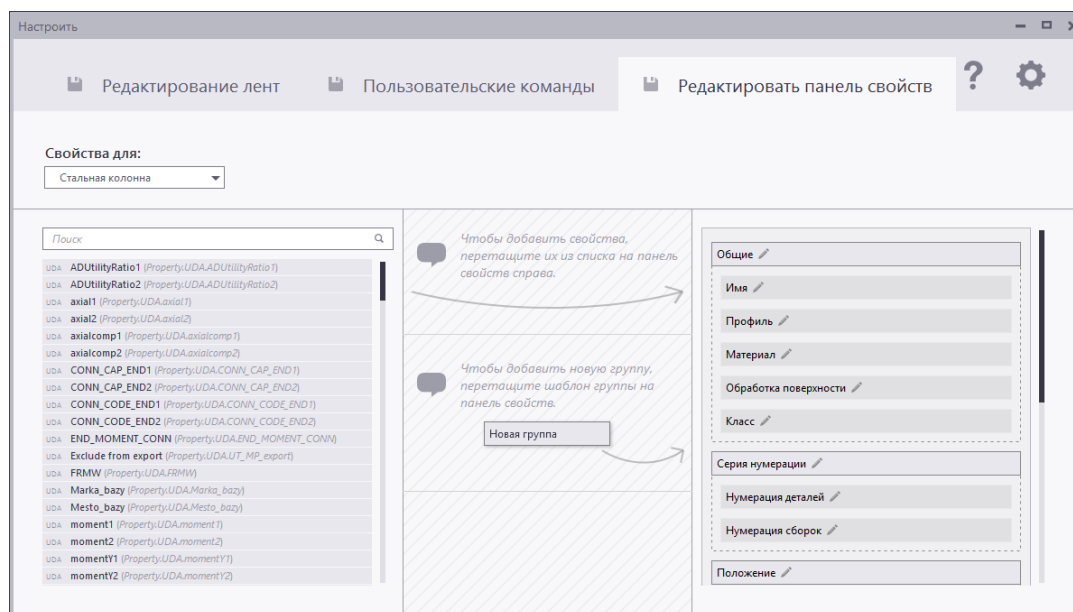 Настроить
Редактирование лент
Пользовательские команды
Редактировать панель свойств
?
Свойства для:
Стальная колонна
Поиск
UDA ADUtilityRatio1 (Property.UDA.ADUtilityRatio1)
UDA ADUtilityRatio2 (Property.UDA.ADUtilityRatio2)
UDA axial1 (Property.UDA.axial1)
UDA axial2 (Property.UDA.axial2)
UDA axialcomp1 (Property.UDA.axialcomp1)
UDA axialcomp2 (Property.UDA.axialcomp2)
UDA CONN_CAP_END1 (Property.UDA.CONN_CAP_END1)
UDA CONN_CAP_END2 (Property.UDA.CONN_CAP_END2)
UDA CONN_CODE_END1 (Property.UDA.CONN_CODE_END1)
UDA CONN_CODE_END2 (Property.UDA.CONN_CODE_END2)
UDA END_MOMENT_CONN (Property.UDA.END_MOMENT_CONN)
UDA Exclude from export (Property.UDA.UT_MP_export)
UDA FRMW (Property.UDA.FRMW)
UDA Marka_bazy (Property.UDA.Marka_bazy)
UDA Mesto_bazy (Property.UDA.Mesto_bazy)
UDA moment1 (Property.UDA.moment1)
UDA moment2 (Property.UDA.moment2)
UDA momentY1 (Property.UDA.momentY1)
UDA momentY2 (Property.UDA.momentY2)
Чтобы добавить свойства,
перетащите их из списка на панель
свойств справа.
Чтобы добавить новую группу,
перетащите шаблон группы на
панель свойств.
Новая группа
Общие
Имя
Профиль
Материал
Обработка поверхности
Класс
Серия нумерации
Нумерация деталей
Нумерация сборок
Положение